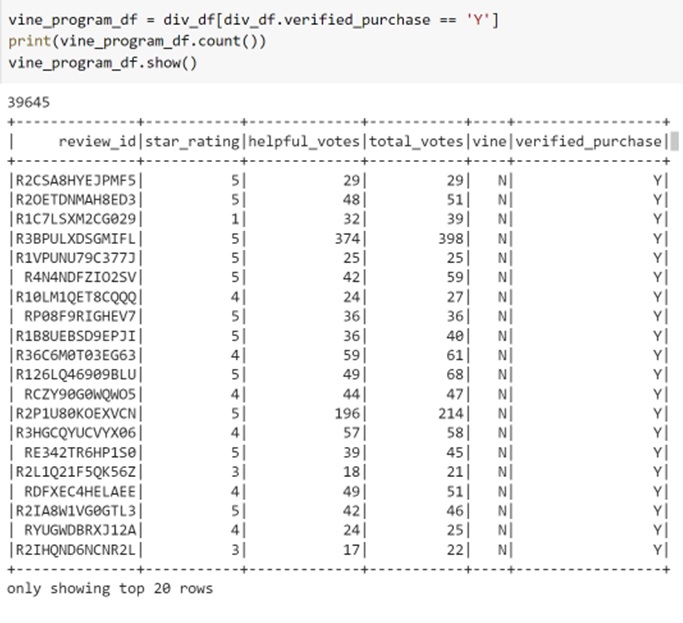 vine_program_df = div_df[div_df.verified_purchase == 'Y']
print(vine_program_df.count())
vine_program_df.show()
39645
+--------------+-----------+-------------+-----------+----+-----------------+
|     review_id|star_rating|helpful_votes|total_votes|vine|verified_purchase|
+--------------+-----------+-------------+-----------+----+-----------------+
|R2CSA8HYEJPMF5|          5|           29|         29|   N|                Y|
|R2OETDNMAH8ED3|          5|           48|         51|   N|                Y|
|R1C7LSXM2CG029|          1|           32|         39|   N|                Y|
|R3BPULXDSGMIFL|          5|          374|        398|   N|                Y|
|R1VPUNU79C377J|          5|           25|         25|   N|                Y|
| R4N4NDFZIO2SV|          5|           42|         59|   N|                Y|
|R10LM1QET8CQQQ|          4|           24|         27|   N|                Y|
| RP08F9RIGHEV7|          5|           36|         36|   N|                Y|
|R1B8UEBSD9EPJI|          5|           36|         40|   N|                Y|
|R36C6M0T03EG63|          4|           59|         61|   N|                Y|
|R126LQ46909BLU|          5|           49|         68|   N|                Y|
| RCZY90G0WQWO5|          4|           44|         47|   N|                Y|
|R2P1U80KOEXVCN|          5|          196|        214|   N|                Y|
|R3HGCQYUCVYX06|          4|           57|         58|   N|                Y|
| RE342TR6HP1S0|          5|           39|         45|   N|                Y|
|R2L1Q21F5QK56Z|          3|           18|         21|   N|                Y|
| RDFXEC4HELAEE|          4|           49|         51|   N|                Y|
|R2IA8W1VG0GTL3|          5|           42|         46|   N|                Y|
| RYUGWDBRXJ12A|          4|           24|         25|   N|                Y|
|R2IHQND6NCNR2L|          3|           17|         22|   N|                Y|
+--------------+-----------+-------------+-----------+----+-----------------+
only showing top 20 rows